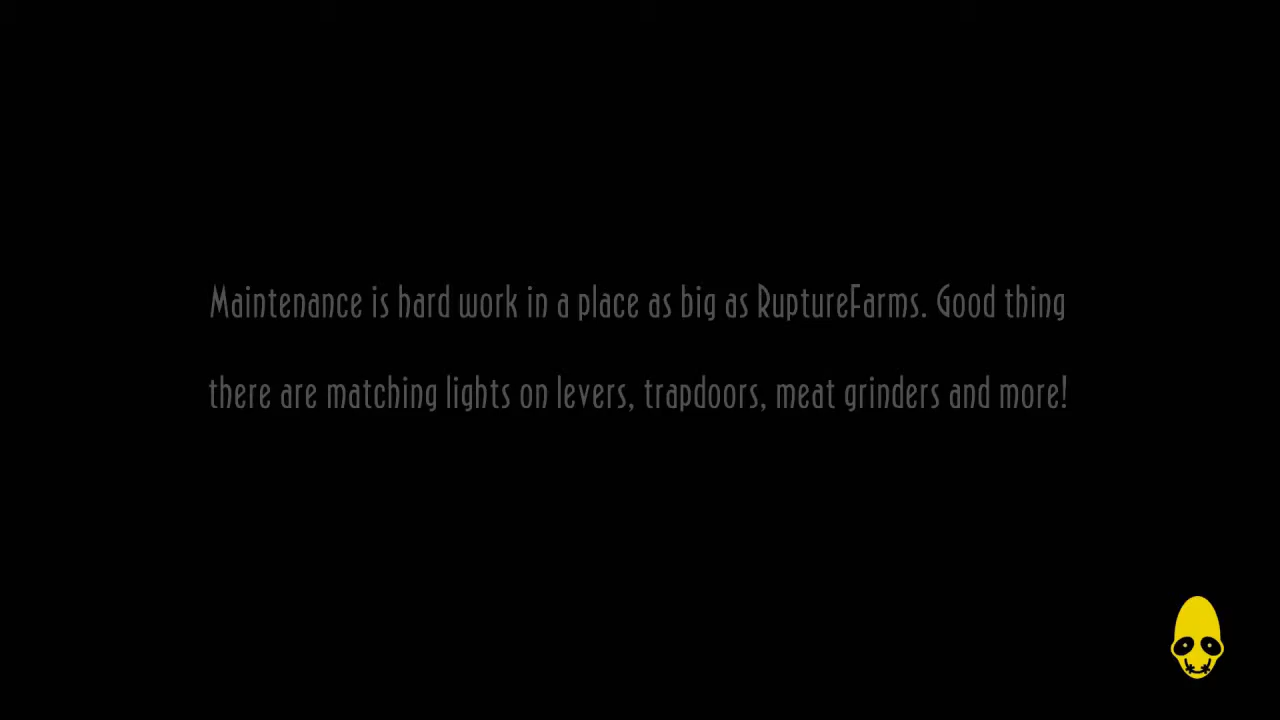 Maintenance is hard work in a place as big as RuptureFarms. Good thing
there are matching lights on levers, trapdoors, meat grinders and more!